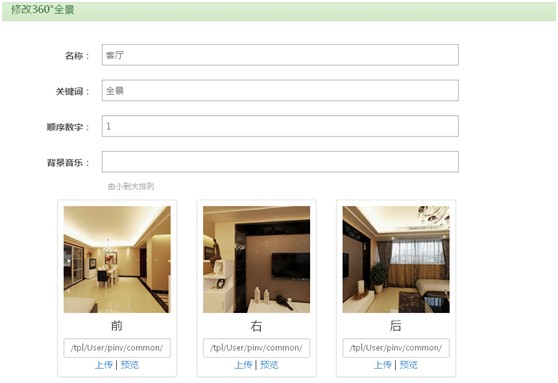 修改360°全景
名称： 客厅
关键词： 全景
顺序数字： 1
背景音乐：
由小到大排列
前 右 后
/tpl/User/pinv/common/ /tpl/User/pinv/common/ /tpl/User/pinv/common/
上传 | 预览 上传 | 预览 上传 | 预览